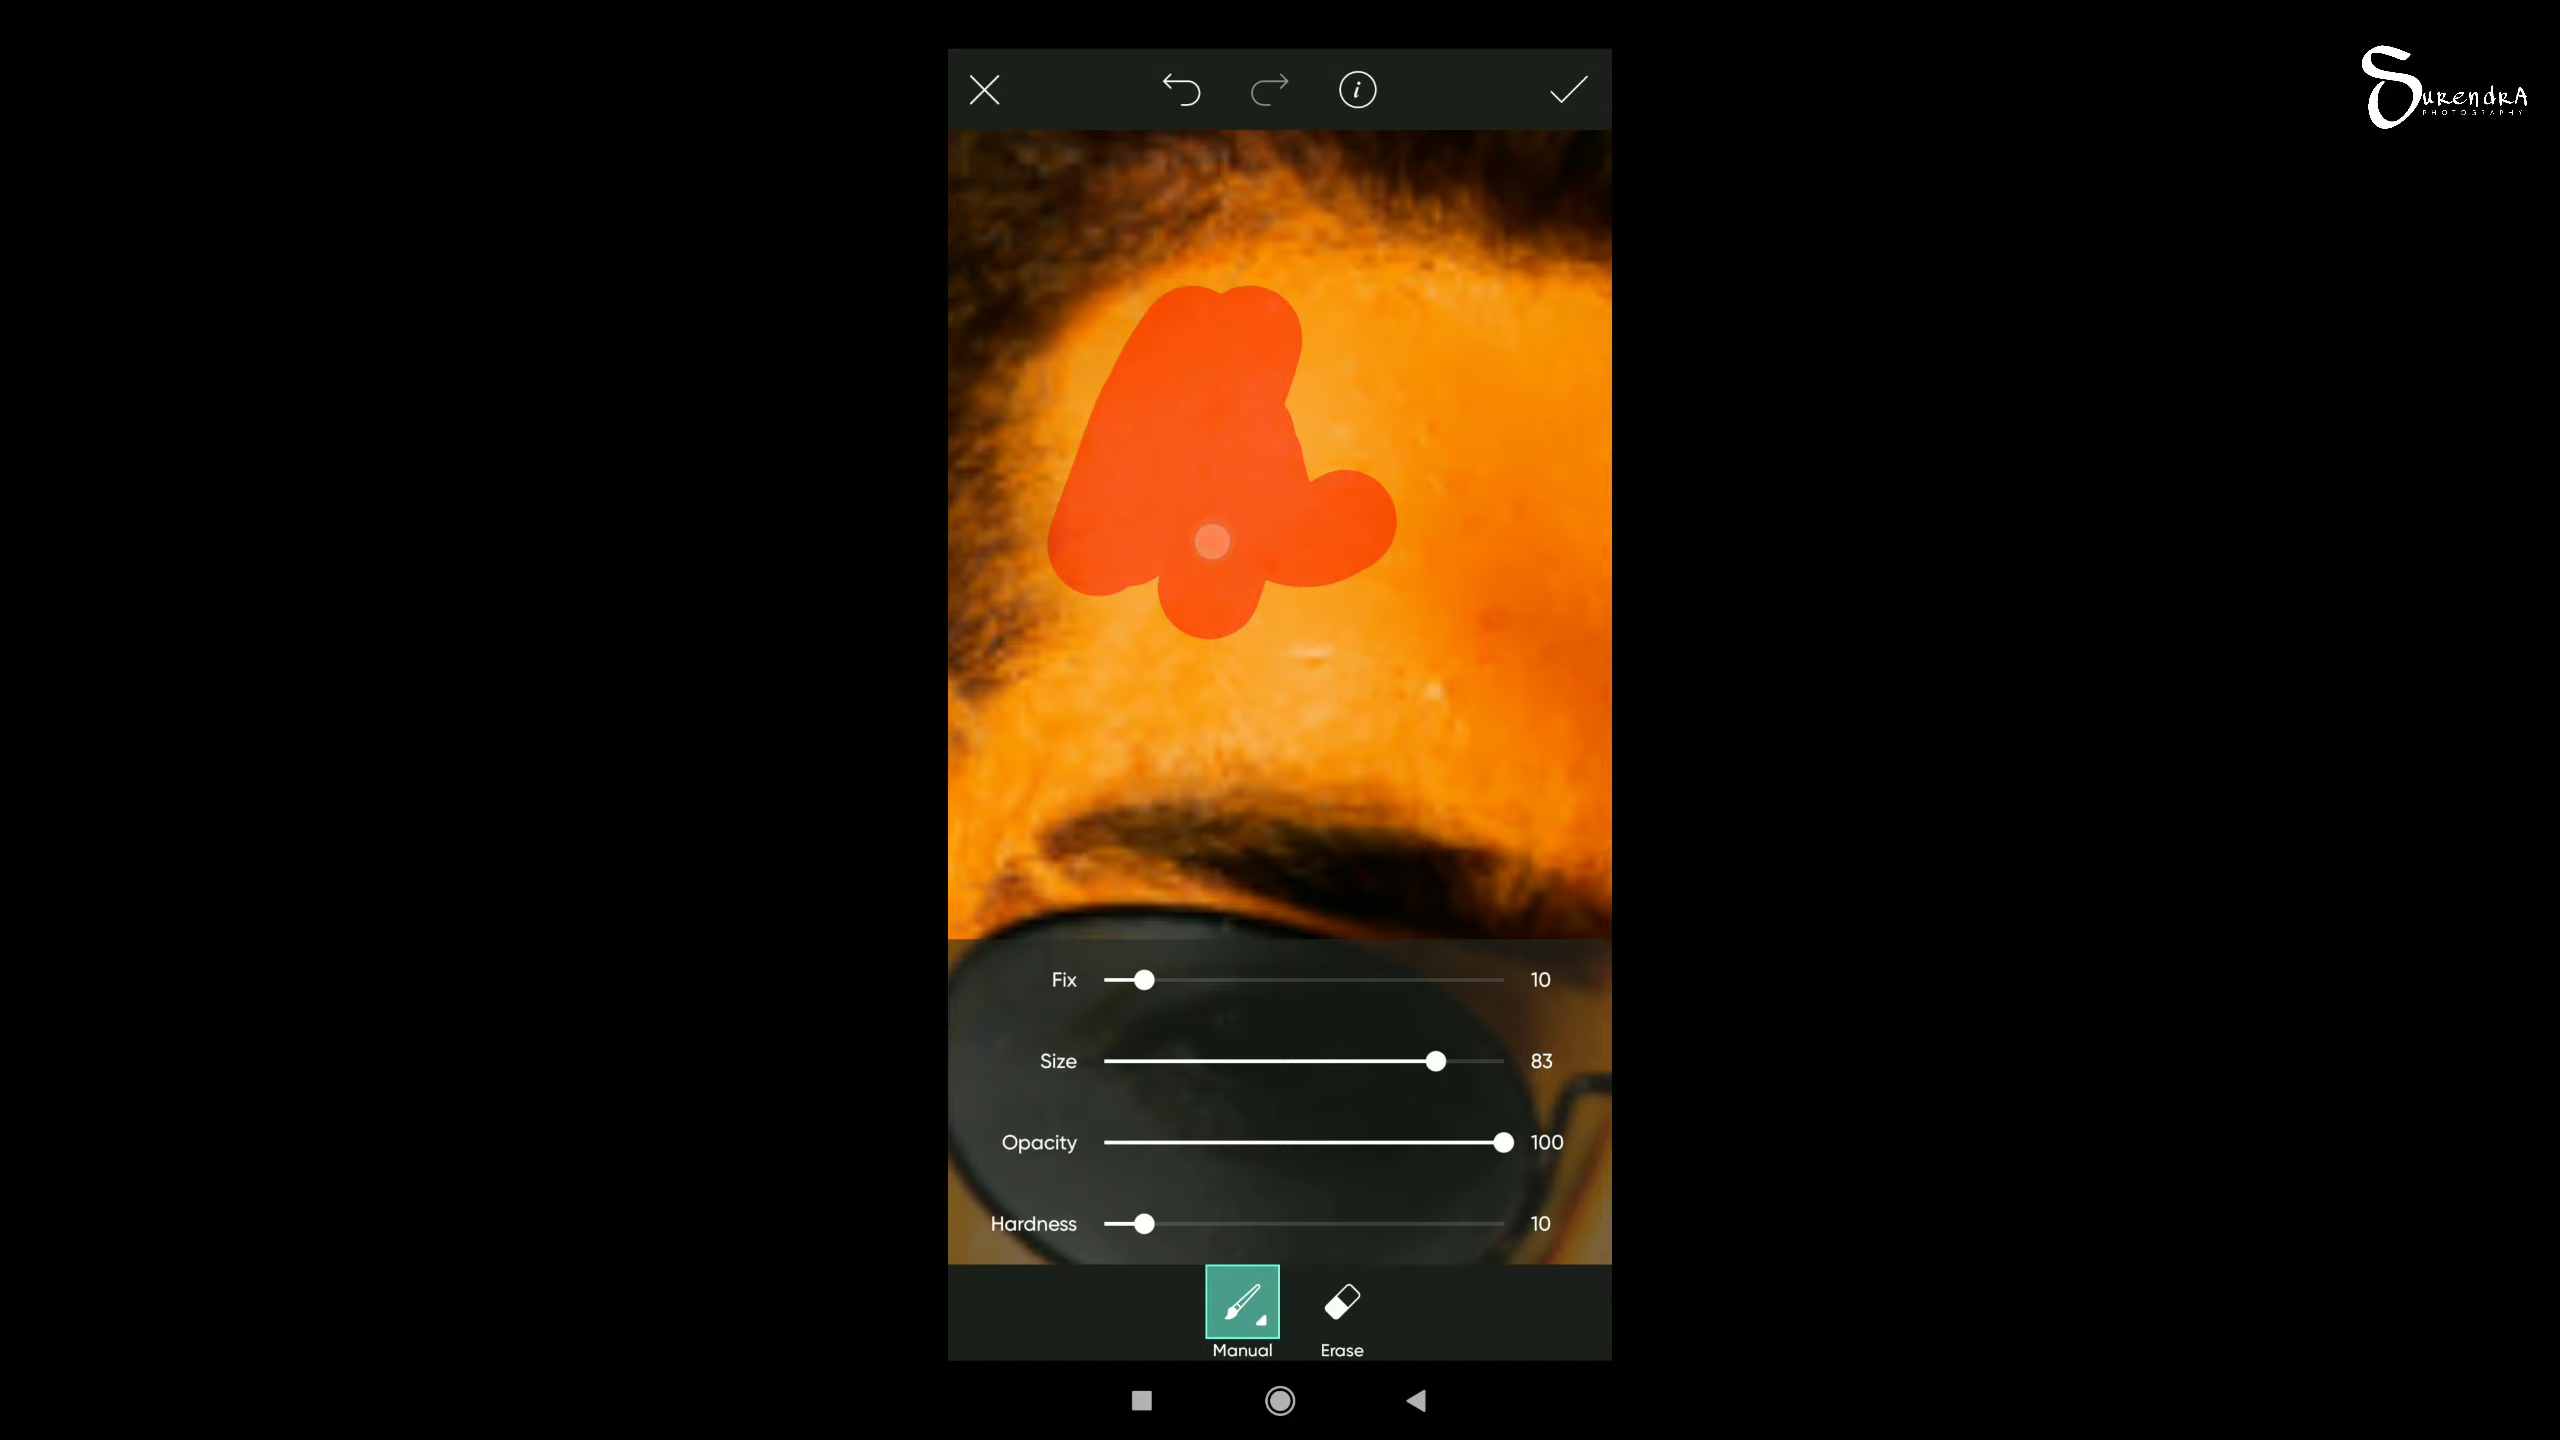 SurendrA
PHOTOGRAPHY
Fix 10
Size 83
Opacity 100
Hardness 10
Manual Erase